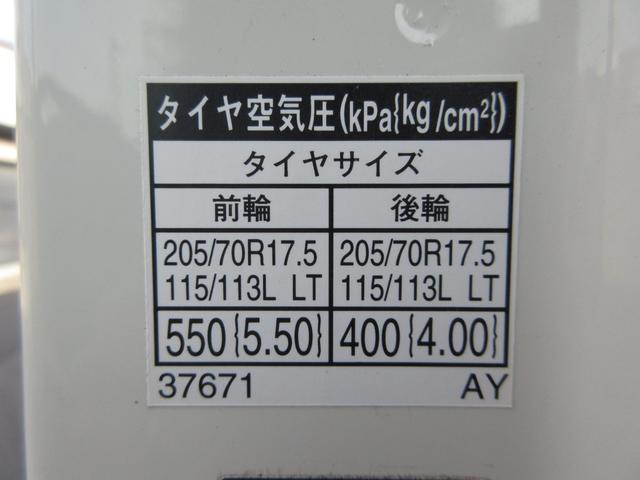 タイヤ空気圧(kPa{kg/cm²})
タイヤサイズ
前輪 後輪
205/70R17.5 205/70R17.5
115/113L LT 115/113L LT
550{5.50} 400{4.00}
37671 AY